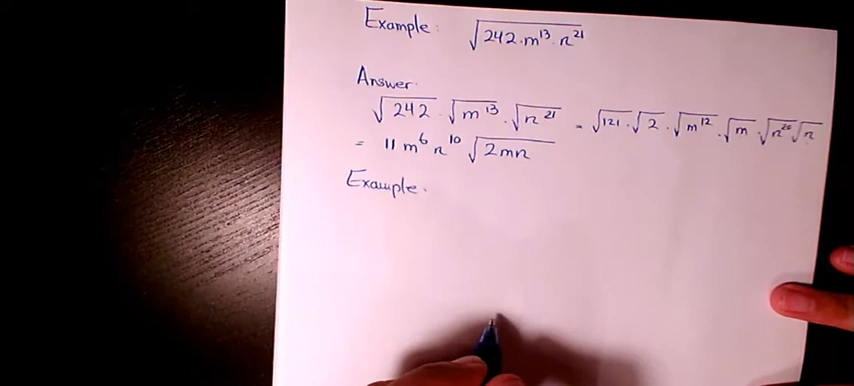 Example: √242·m¹³·n²¹
Answer.
√242 · √m¹³ · √n²¹ = √121 · √2 · √m¹² · √m · √n²⁰ √n
= 11 m⁶ n¹⁰ √2mn
Example.